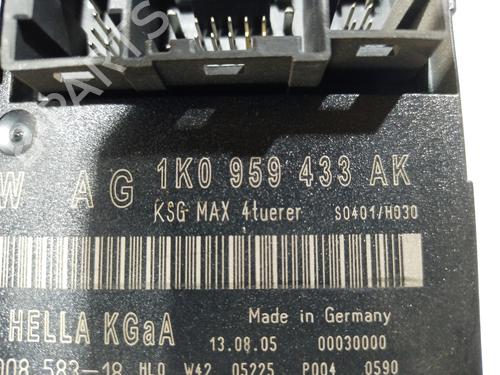 W AG 1K0 959 433 AK
KSG MAX 4tuerer S0401/H030
HELLA KGaA
Made in Germany
13.08.05 00030000
008 583-18 HL0 W42 05225 P004 0590